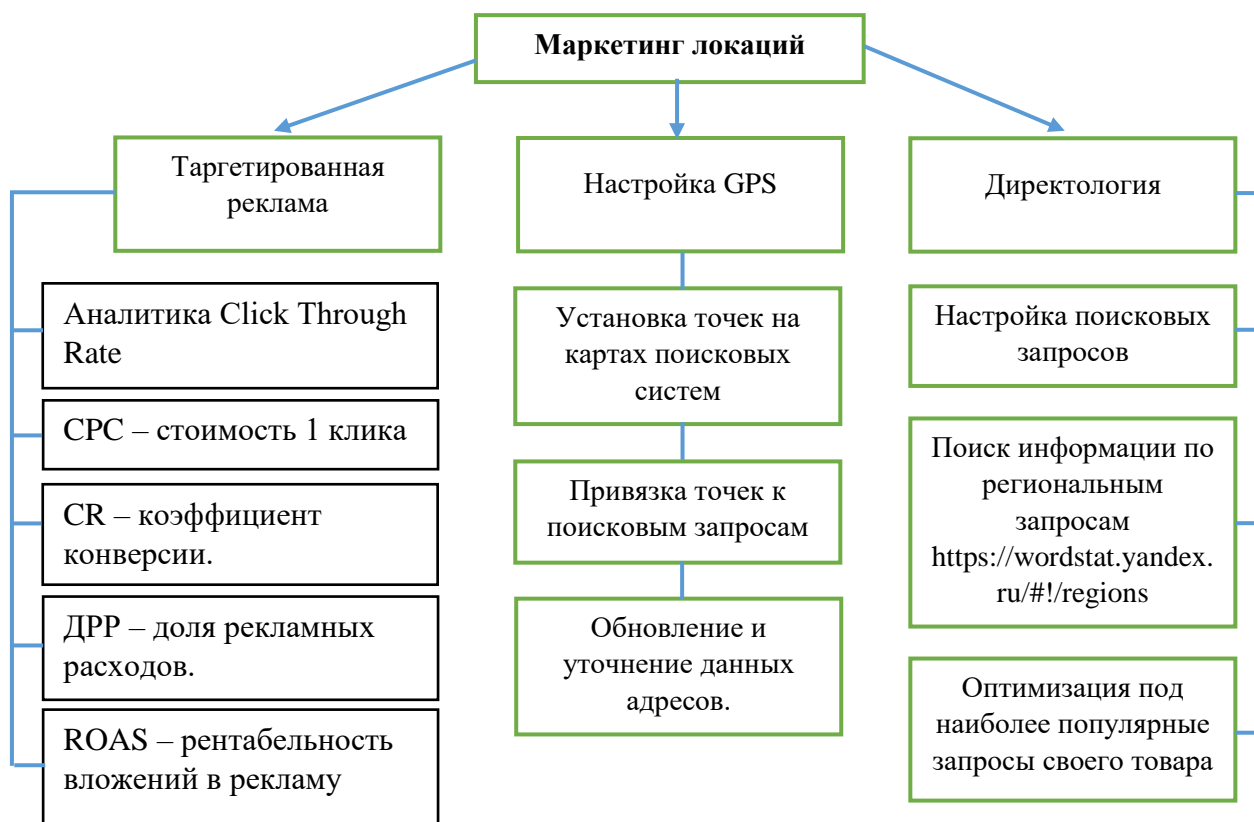 Маркетинг локаций
Таргетированная
реклама
Аналитика Click Through
Rate
CPC – стоимость 1 клика
CR – коэффициент
конверсии.
ДРР – доля рекламных
расходов.
ROAS – рентабельность
вложений в рекламу
Настройка GPS
Установка точек на
картах поисковых
систем
Привязка точек к
поисковым запросам
Обновление и
уточнение данных
адресов.
Директология
Настройка поисковых
запросов
Поиск информации по
региональным
запросам
https://wordstat.yandex.
ru/#!/regions
Оптимизация под
наиболее популярные
запросы своего товара